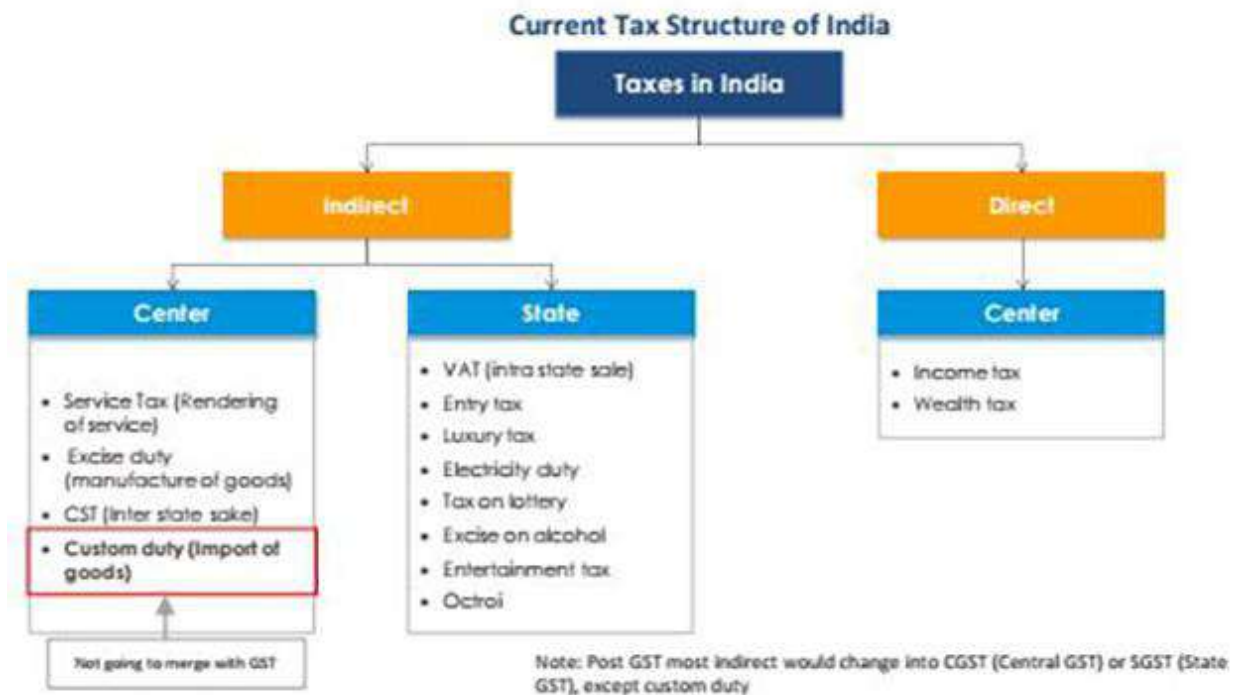 Current Tax Structure of India
Taxes in India
Indirect
Direct
Center
• Service Tax (Rendering
of service)
• Excise duty
(manufacture of goods)
• CST (Inter state sake)
• Custom duty (Import of
goods)
Not going to merge with GST
State
• VAT (intra state sale)
• Entry tax
• Luxury tax
• Electricity duty
• Tax on lottery
• Excise on alcohol
• Entertainment tax
• Octroi
Center
• Income tax
• Wealth tax
Note: Post GST most indirect would change into CGST (Central GST) or SGST (State
GST), except custom duty